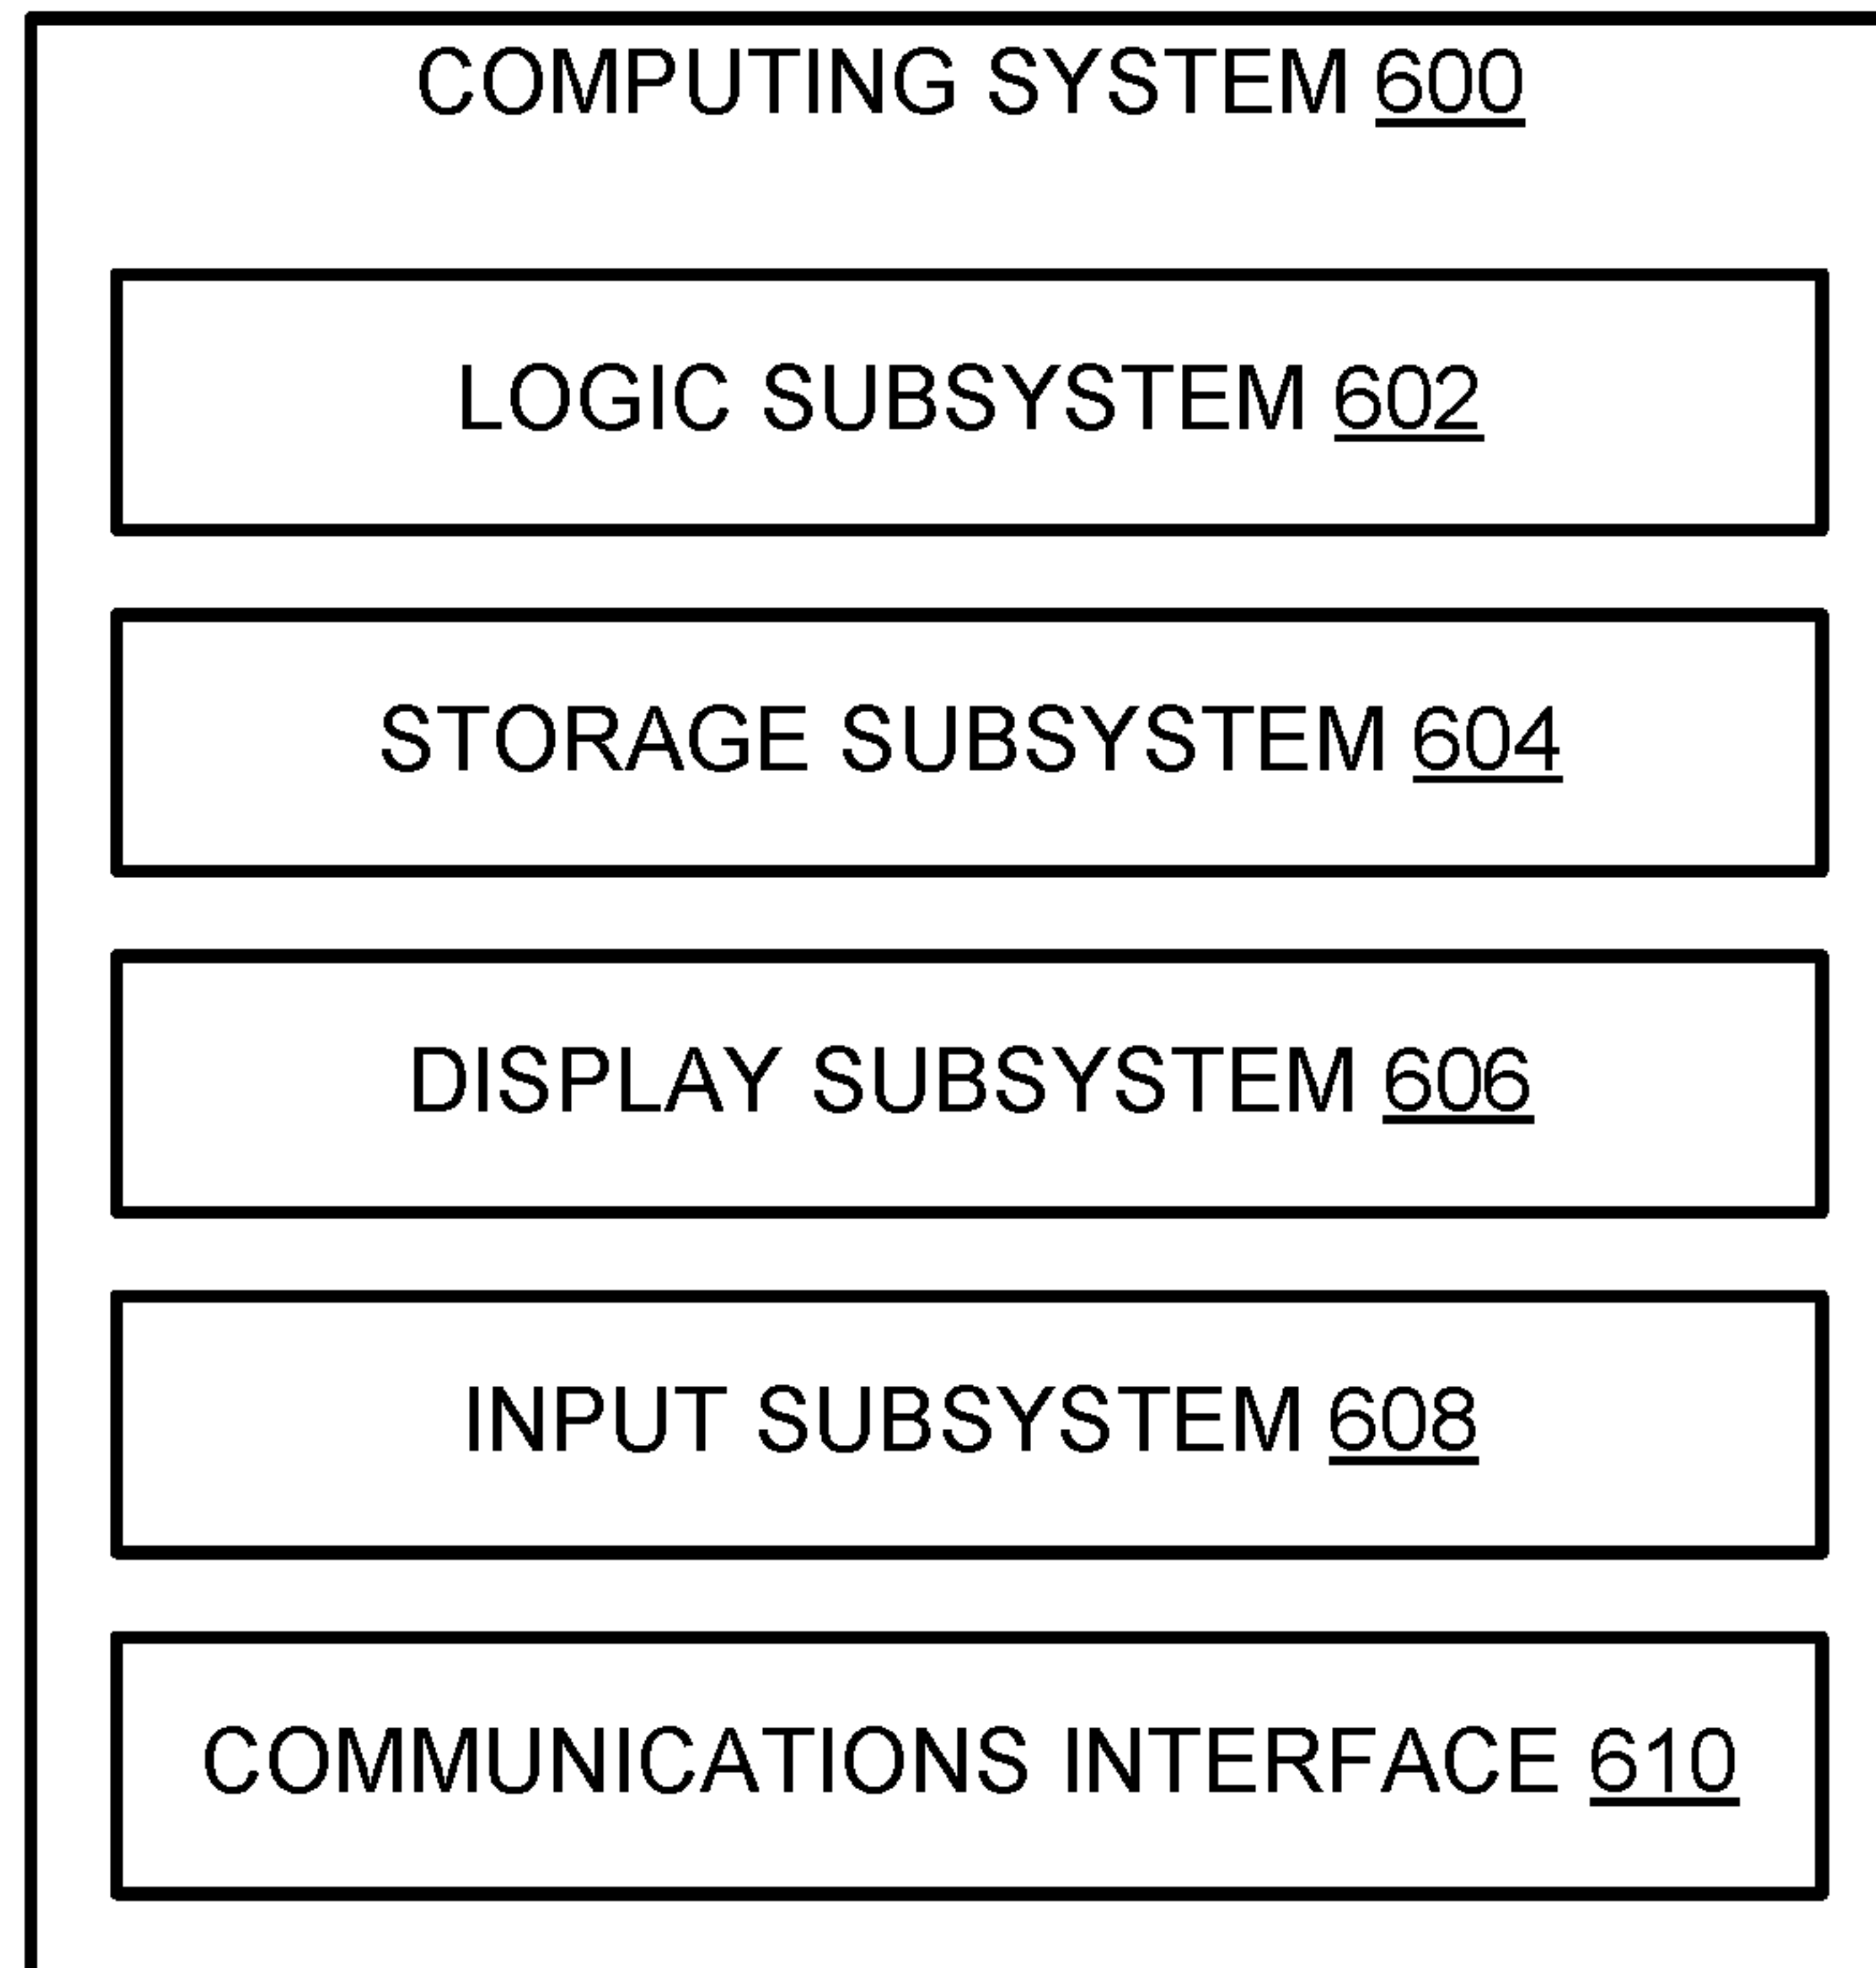 COMPUTING SYSTEM 600
LOGIC SUBSYSTEM 602
STORAGE SUBSYSTEM 604
DISPLAY SUBSYSTEM 606
INPUT SUBSYSTEM 608
COMMUNICATIONS INTERFACE 610